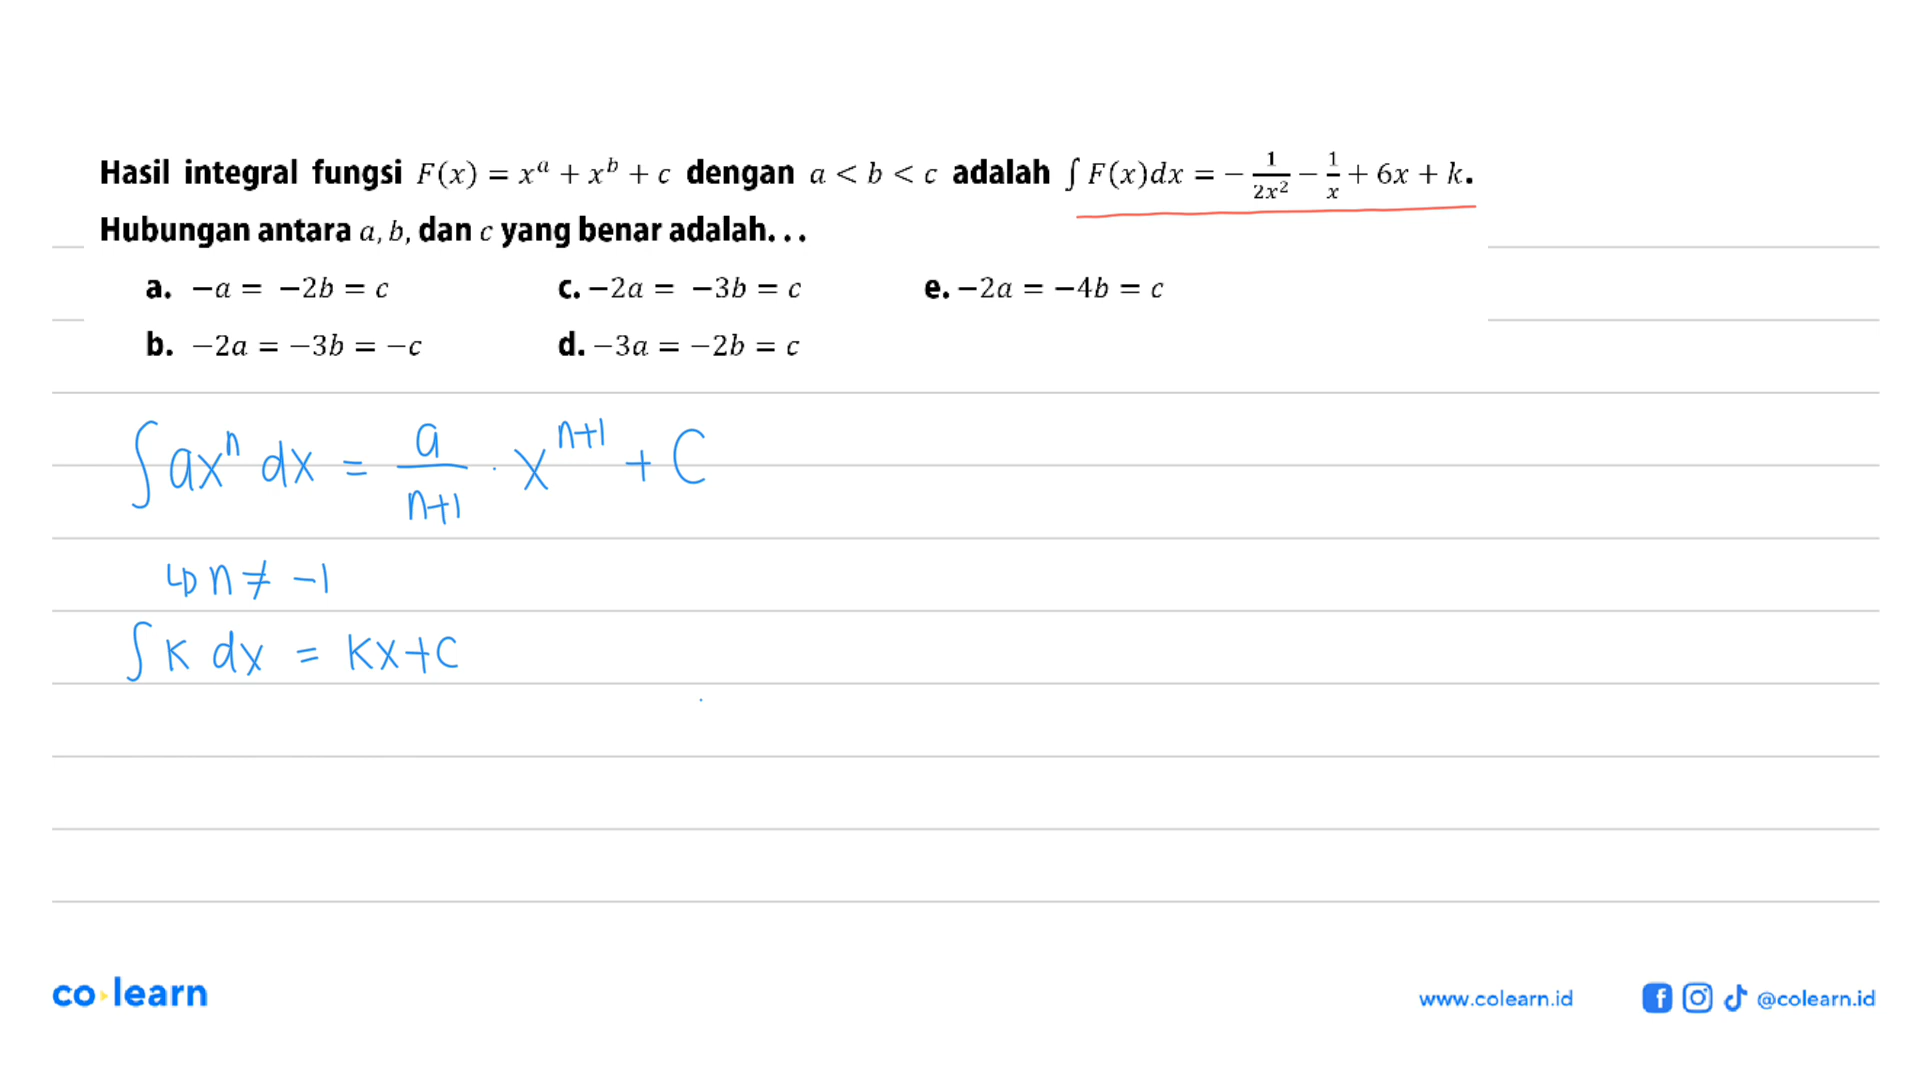 Hasil integral fungsi F(x) = x^a + x^b + c dengan a < b < c adalah ∫ F(x)dx = − 1/(2x²) − 1/x + 6x + k.
Hubungan antara a, b, dan c yang benar adalah. . .
a. −a = −2b = c c. −2a = −3b = c e. −2a = −4b = c
b. −2a = −3b = −c d. −3a = −2b = c
∫ax^n dx = a/(n+1) · x^(n+1) + C
↳ n ≠ −1
∫K dx = Kx+C
co learn
www.colearn.id @colearn.id